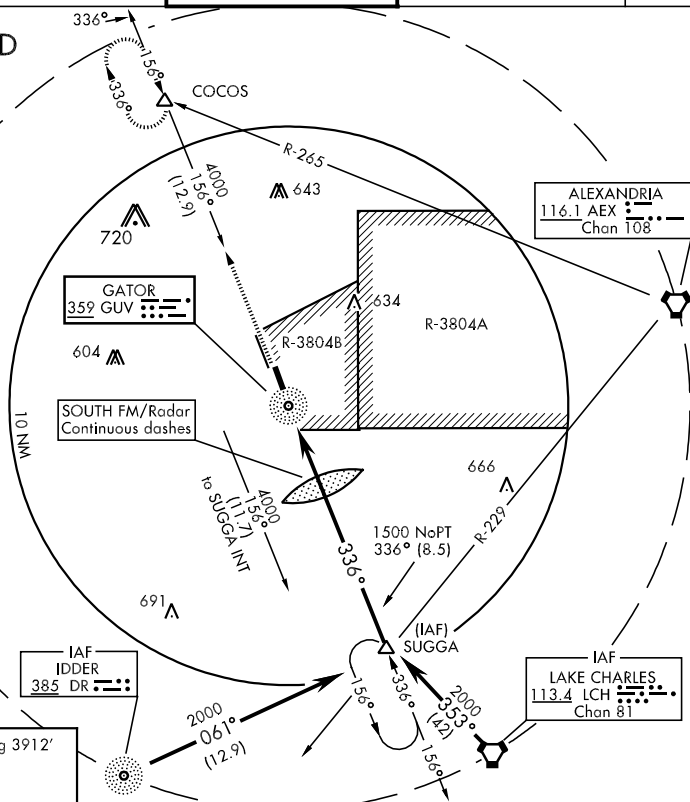 336°
D
156°
336°
COCOS
R-265
4000
156°
(12.9)
643
720
ALEXANDRIA
116.1 AEX
Chan 108
GATOR
359 GUV
634
R-3804B
R-3804A
604
SOUTH FM/Radar
Continuous dashes
10 NM
666
4000
156°
(11.7)
to SUGGA INT
R-229
1500 NoPT
336° (8.5)
336°
691
(IAF)
SUGGA
IAF
IDDER
385 DR
IAF
LAKE CHARLES
113.4 LCH
Chan 81
2000
353°
(42)
156°
336°
156°
2000
061°
(12.9)
g 3912'